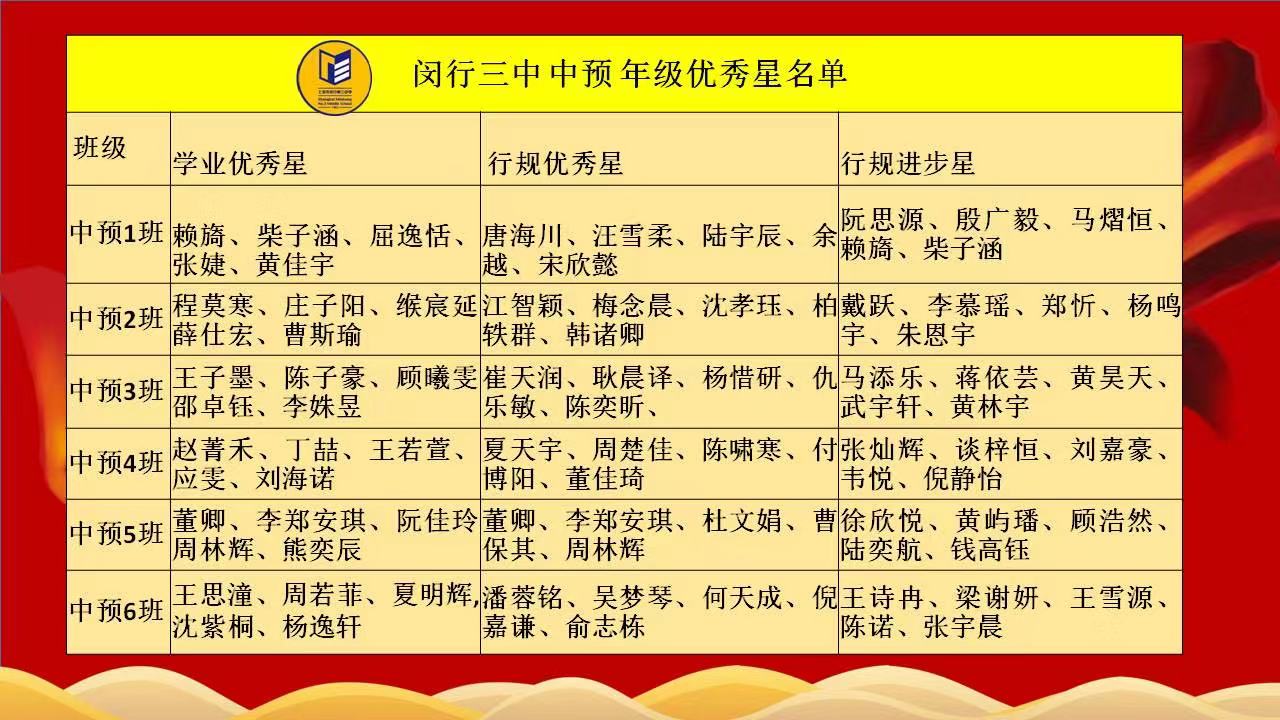 闵行三中中预 年级优秀星名单
Shanghai Minhang
No.3 Middle School
班级
学业优秀星
行规优秀星
行规进步星
中预1班
赖旖、柴子涵、屈逸恬、
张婕、黄佳宇
唐海川、汪雪柔、陆宇辰、余
越、宋欣懿
阮思源、殷广毅、马熠恒、
赖旖、柴子涵
中预2班
程莫寒、庄子阳、缑宸延
薛仕宏、曹斯瑜
江智颖、梅念晨、沈孝珏、柏
轶群、韩诸卿
戴跃、李慕瑶、郑忻、杨鸣
宇、朱恩宇
中预3班
王子墨、陈子豪、顾曦雯
邵卓钰、李姝昱
崔天润、耿晨译、杨惜研、仇
乐敏、陈奕昕、
马添乐、蒋依芸、黄昊天、
武宇轩、黄林宇
中预4班
赵菁禾、丁喆、王若萱、
应雯、刘海诺
夏天宇、周楚佳、陈啸寒、付
博阳、董佳琦
张灿辉、谈梓恒、刘嘉豪、
韦悦、倪静怡
中预5班
董卿、李郑安琪、阮佳玲
周林辉、熊奕辰
董卿、李郑安琪、杜文娟、曹
保其、周林辉
徐欣悦、黄屿璠、顾浩然、
陆奕航、钱高钰
中预6班
王思潼、周若菲、夏明辉,
沈紫桐、杨逸轩
潘蓉铭、吴梦琴、何天成、倪
嘉谦、俞志栋
王诗冉、梁谢妍、王雪源、
陈诺、张宇晨